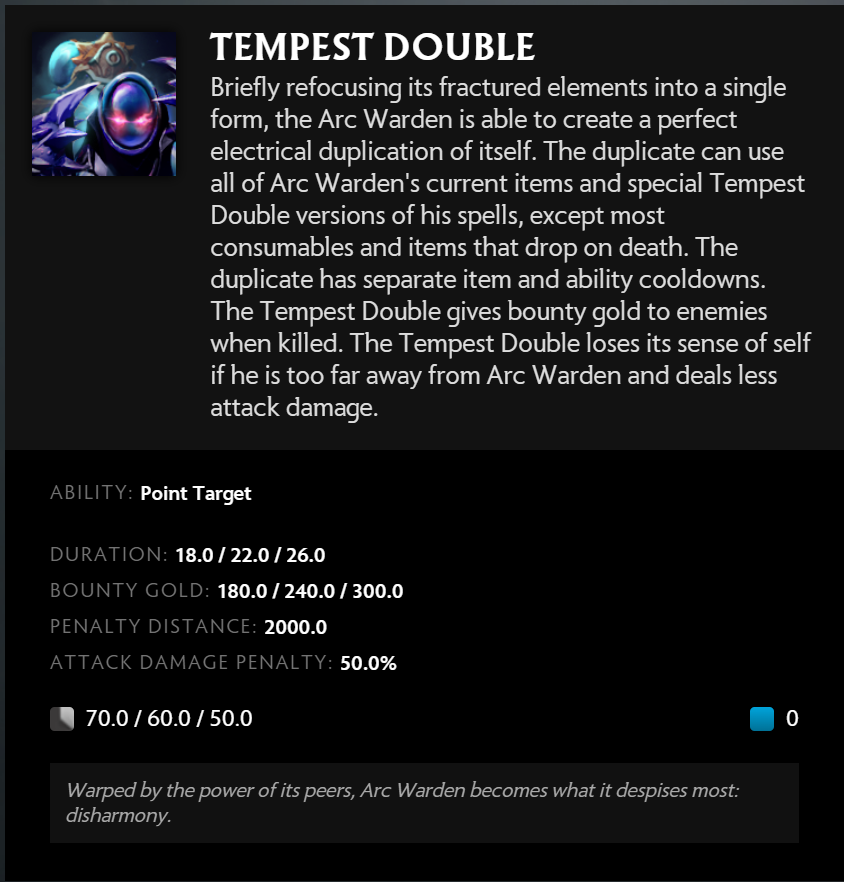 TEMPEST DOUBLE
Briefly refocusing its fractured elements into a single
form, the Arc Warden is able to create a perfect
electrical duplication of itself. The duplicate can use
all of Arc Warden's current items and special Tempest
Double versions of his spells, except most
consumables and items that drop on death. The
duplicate has separate item and ability cooldowns.
The Tempest Double gives bounty gold to enemies
when killed. The Tempest Double loses its sense of self
if he is too far away from Arc Warden and deals less
attack damage.
ABILITY: Point Target
DURATION: 18.0 / 22.0 / 26.0
BOUNTY GOLD: 180.0 / 240.0 / 300.0
PENALTY DISTANCE: 2000.0
ATTACK DAMAGE PENALTY: 50.0%
70.0 / 60.0 / 50.0 0
Warped by the power of its peers, Arc Warden becomes what it despises most:
disharmony.